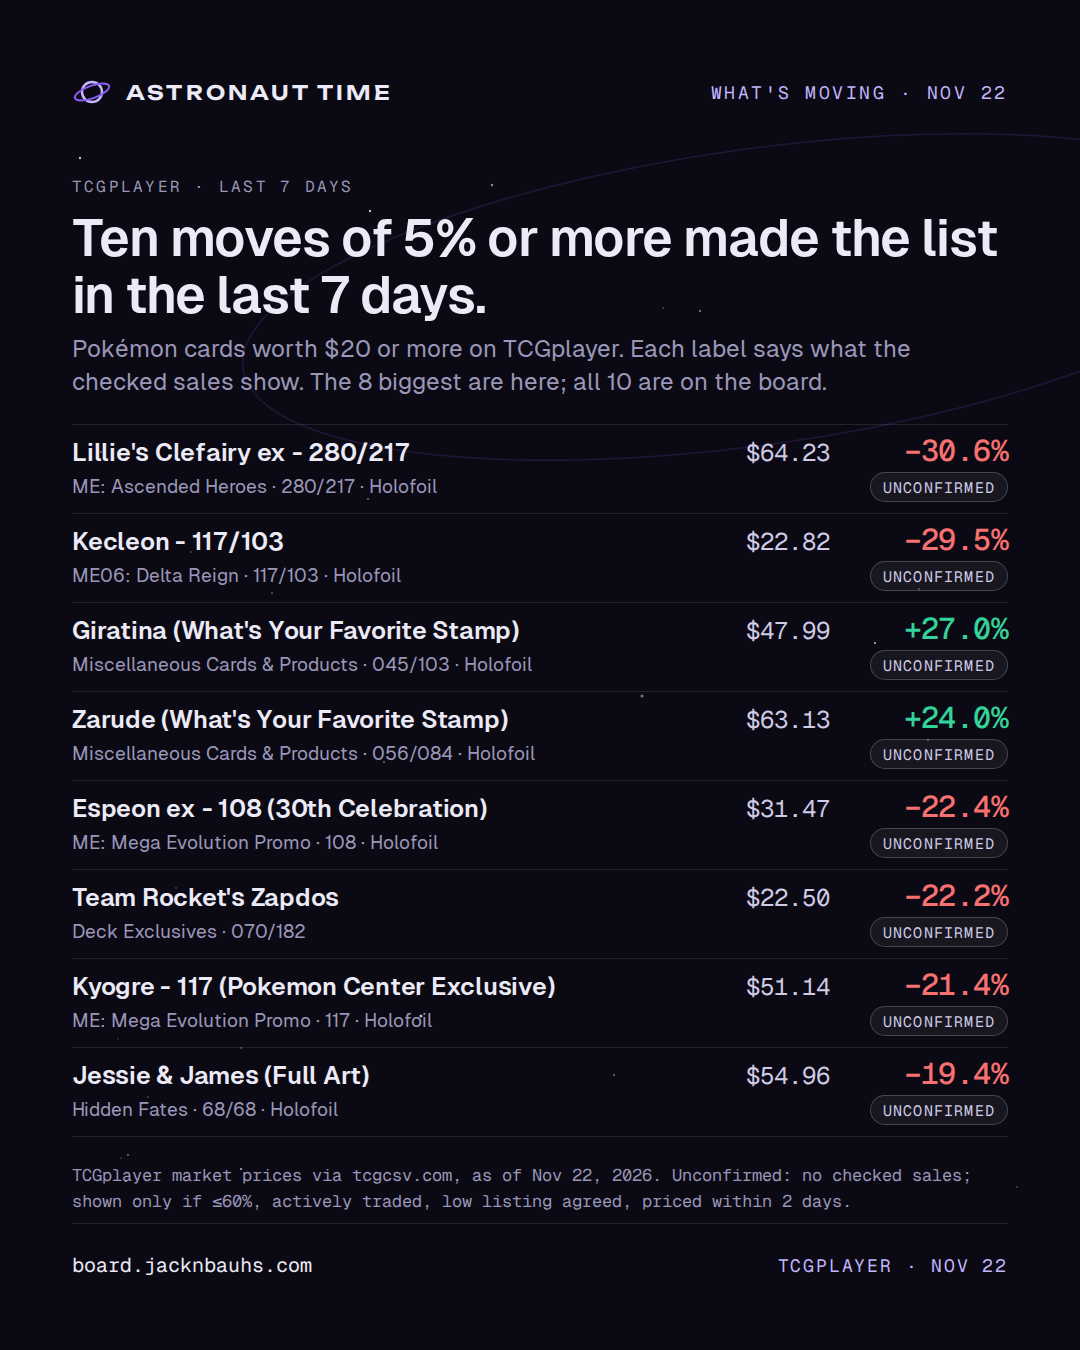 ASTRONAUT TIME
WHAT'S MOVING · NOV 22
TCGPLAYER · LAST 7 DAYS
Ten moves of 5% or more made the list
in the last 7 days.
Pokémon cards worth $20 or more on TCGplayer. Each label says what the
checked sales show. The 8 biggest are here; all 10 are on the board.
Lillie's Clefairy ex - 280/217 $64.23 −30.6%
ME: Ascended Heroes · 280/217 · Holofoil UNCONFIRMED
Kecleon - 117/103 $22.82 −29.5%
ME06: Delta Reign · 117/103 · Holofoil UNCONFIRMED
Giratina (What's Your Favorite Stamp) $47.99 +27.0%
Miscellaneous Cards & Products · 045/103 · Holofoil UNCONFIRMED
Zarude (What's Your Favorite Stamp) $63.13 +24.0%
Miscellaneous Cards & Products · 056/084 · Holofoil UNCONFIRMED
Espeon ex - 108 (30th Celebration) $31.47 −22.4%
ME: Mega Evolution Promo · 108 · Holofoil UNCONFIRMED
Team Rocket's Zapdos $22.50 −22.2%
Deck Exclusives · 070/182 UNCONFIRMED
Kyogre - 117 (Pokemon Center Exclusive) $51.14 −21.4%
ME: Mega Evolution Promo · 117 · Holofoil UNCONFIRMED
Jessie & James (Full Art) $54.96 −19.4%
Hidden Fates · 68/68 · Holofoil UNCONFIRMED
TCGplayer market prices via tcgcsv.com, as of Nov 22, 2026. Unconfirmed: no checked sales;
shown only if ≤60%, actively traded, low listing agreed, priced within 2 days.
board.jacknbauhs.com
TCGPLAYER · NOV 22